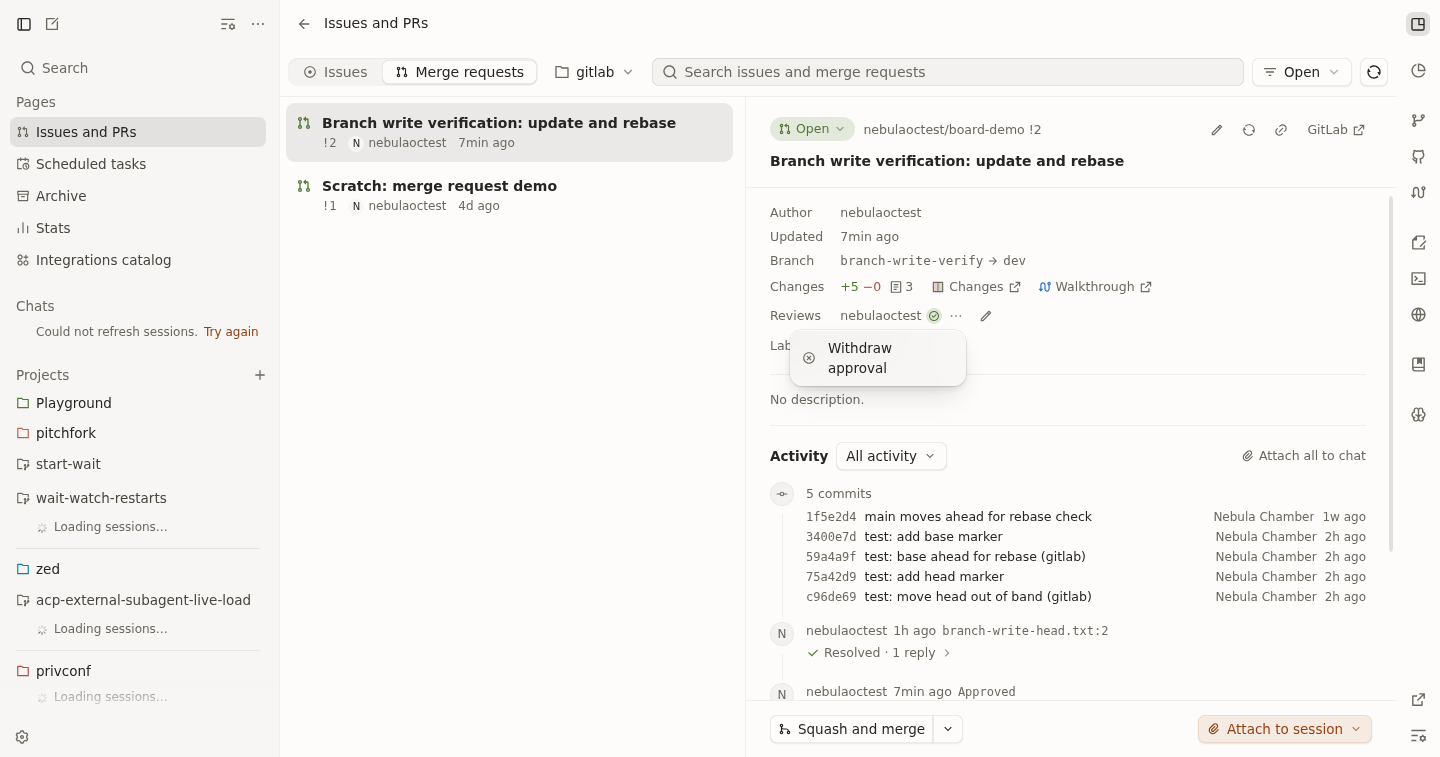 Issues and PRs
Search
Issues
Merge requests
gitlab
Search issues and merge requests
Open
Pages
Issues and PRs
Scheduled tasks
Archive
Stats
Integrations catalog
Chats
Could not refresh sessions. Try again
Projects
Playground
pitchfork
start-wait
wait-watch-restarts
Loading sessions...
zed
acp-external-subagent-live-load
Loading sessions...
privconf
Loading sessions...
Branch write verification: update and rebase
!2 N nebulaoctest 7min ago
Scratch: merge request demo
!1 N nebulaoctest 4d ago
Open nebulaoctest/board-demo !2 GitLab
Branch write verification: update and rebase
Author nebulaoctest
Updated 7min ago
Branch branch-write-verify → dev
Changes +5 −0 3 Changes Walkthrough
Reviews nebulaoctest
Lab
Withdraw
approval
No description.
Activity All activity Attach all to chat
5 commits
1f5e2d4 main moves ahead for rebase check Nebula Chamber 1w ago
3400e7d test: add base marker Nebula Chamber 2h ago
59a4a9f test: base ahead for rebase (gitlab) Nebula Chamber 2h ago
75a42d9 test: add head marker Nebula Chamber 2h ago
c96de69 test: move head out of band (gitlab) Nebula Chamber 2h ago
N nebulaoctest 1h ago branch-write-head.txt:2
Resolved · 1 reply
N nebulaoctest 7min ago Approved
Squash and merge
Attach to session